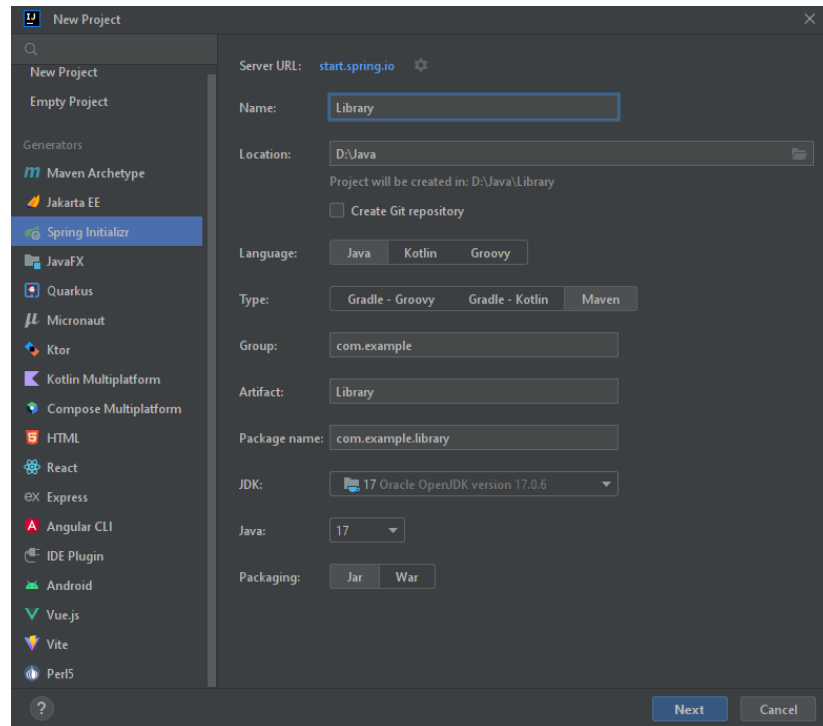 New Project
New Project
Empty Project
Generators
Maven Archetype
Jakarta EE
Spring Initializr
JavaFX
Quarkus
Micronaut
Ktor
Kotlin Multiplatform
Compose Multiplatform
HTML
React
ex Express
Angular CLI
IDE Plugin
Android
Vue.js
Vite
Perl5
Server URL: start.spring.io
Name: Library
Location: D:\Java
Project will be created in: D:\Java\Library
Create Git repository
Language: Java Kotlin Groovy
Type: Gradle - Groovy Gradle - Kotlin Maven
Group: com.example
Artifact: Library
Package name: com.example.library
JDK: 17 Oracle OpenJDK version 17.0.6
Java: 17
Packaging: Jar War
? Next Cancel